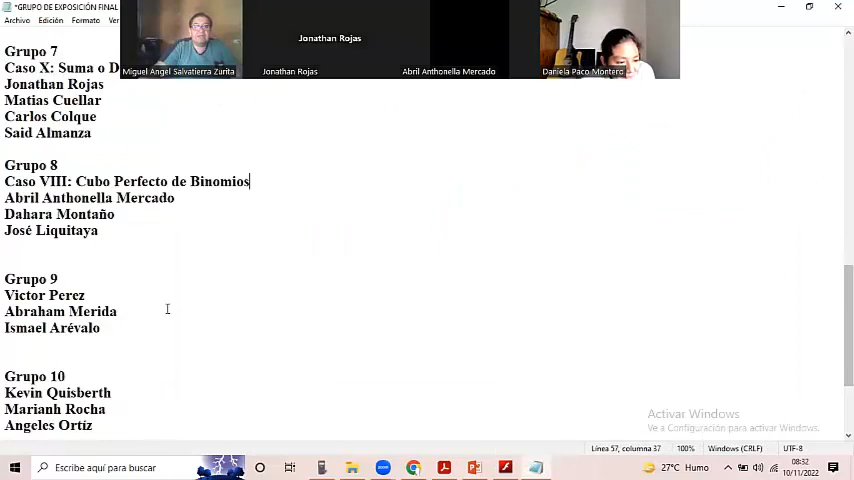 *GRUPO DE EXPOSICIÓN FINAL
Archivo Edición Formato Ver
Grupo 7
Caso X: Suma o D
Jonathan Rojas
Matias Cuellar
Carlos Colque
Said Almanza
Grupo 8
Caso VIII: Cubo Perfecto de Binomios
Abril Anthonella Mercado
Dahara Montaño
José Liquitaya
Grupo 9
Victor Perez
Abraham Merida
Ismael Arévalo
Grupo 10
Kevin Quisberth
Marianh Rocha
Angeles Ortíz
Jonathan Rojas
Miguel Angel Salvatierra Zurita
Jonathan Rojas
Abril Anthonella Mercado
Daniela Paco Montero
Activar Windows
Ve a Configuración para activar Windows.
Línea 57, columna 37 100% Windows (CRLF) UTF-8
Escribe aquí para buscar
27°C Humo
08:32
10/11/2022